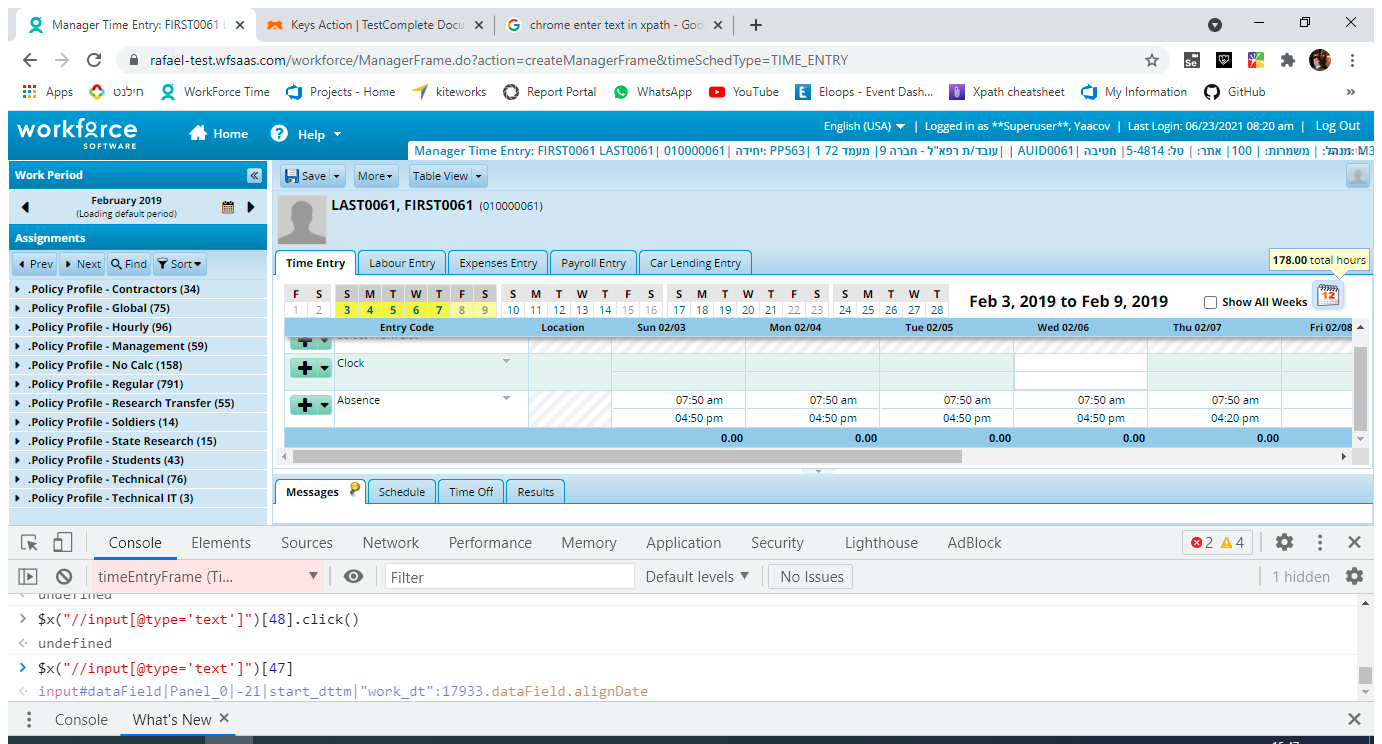 Manager Time Entry: FIRST0061 L
Keys Action | TestComplete Docu
chrome enter text in xpath - Goo
rafael-test.wfsaas.com/workforce/ManagerFrame.do?action=createManagerFrame&timeSchedType=TIME_ENTRY
Apps חילנט WorkForce Time Projects - Home kiteworks Report Portal WhatsApp YouTube Eloops - Event Dash... Xpath cheatsheet My Information GitHub »
workforce SOFTWARE Home Help English (USA) | Logged in as **Superuser**, Yaacov | Last Login: 06/23/2021 08:20 am | Log Out
Manager Time Entry: FIRST0061 LAST0061| 010000061| יחידה: PP563| מעמד 72 1 |עובד/ת רפא"ל - חברה 9| | AUID0061| חטיבה |5-4814 :טל |אתר: |100 :משמרות |
Work Period «
February 2019
(Loading default period)
Assignments
Prev Next Find Sort
.Policy Profile - Contractors (34)
.Policy Profile - Global (75)
.Policy Profile - Hourly (96)
.Policy Profile - Management (59)
.Policy Profile - No Calc (158)
.Policy Profile - Regular (791)
.Policy Profile - Research Transfer (55)
.Policy Profile - Soldiers (14)
.Policy Profile - State Research (15)
.Policy Profile - Students (43)
.Policy Profile - Technical (76)
.Policy Profile - Technical IT (3)
Save More Table View
LAST0061, FIRST0061 (010000061)
Time Entry Labour Entry Expenses Entry Payroll Entry Car Lending Entry
178.00 total hours
F S S M T W T F S S M T W T F S S M T W T F S S M T W T
1 2 3 4 5 6 7 8 9 10 11 12 13 14 15 16 17 18 19 20 21 22 23 24 25 26 27 28
Feb 3, 2019 to Feb 9, 2019 Show All Weeks 12
Entry Code Location Sun 02/03 Mon 02/04 Tue 02/05 Wed 02/06 Thu 02/07 Fri 02/08
Select From List
Clock
Absence 07:50 am 07:50 am 07:50 am 07:50 am 07:50 am
04:50 pm 04:50 pm 04:50 pm 04:50 pm 04:20 pm
0.00 0.00 0.00 0.00 0.00
Messages Schedule Time Off Results
Console Elements Sources Network Performance Memory Application Security Lighthouse AdBlock 2 4
timeEntryFrame (Ti... Filter Default levels No Issues 1 hidden
undefined
> $x("//input[@type='text']")[48].click()
undefined
> $x("//input[@type='text']")[47]
input#dataField|Panel_0|-21|start_dttm|"work_dt":17933.dataField.alignDate
Console What's New